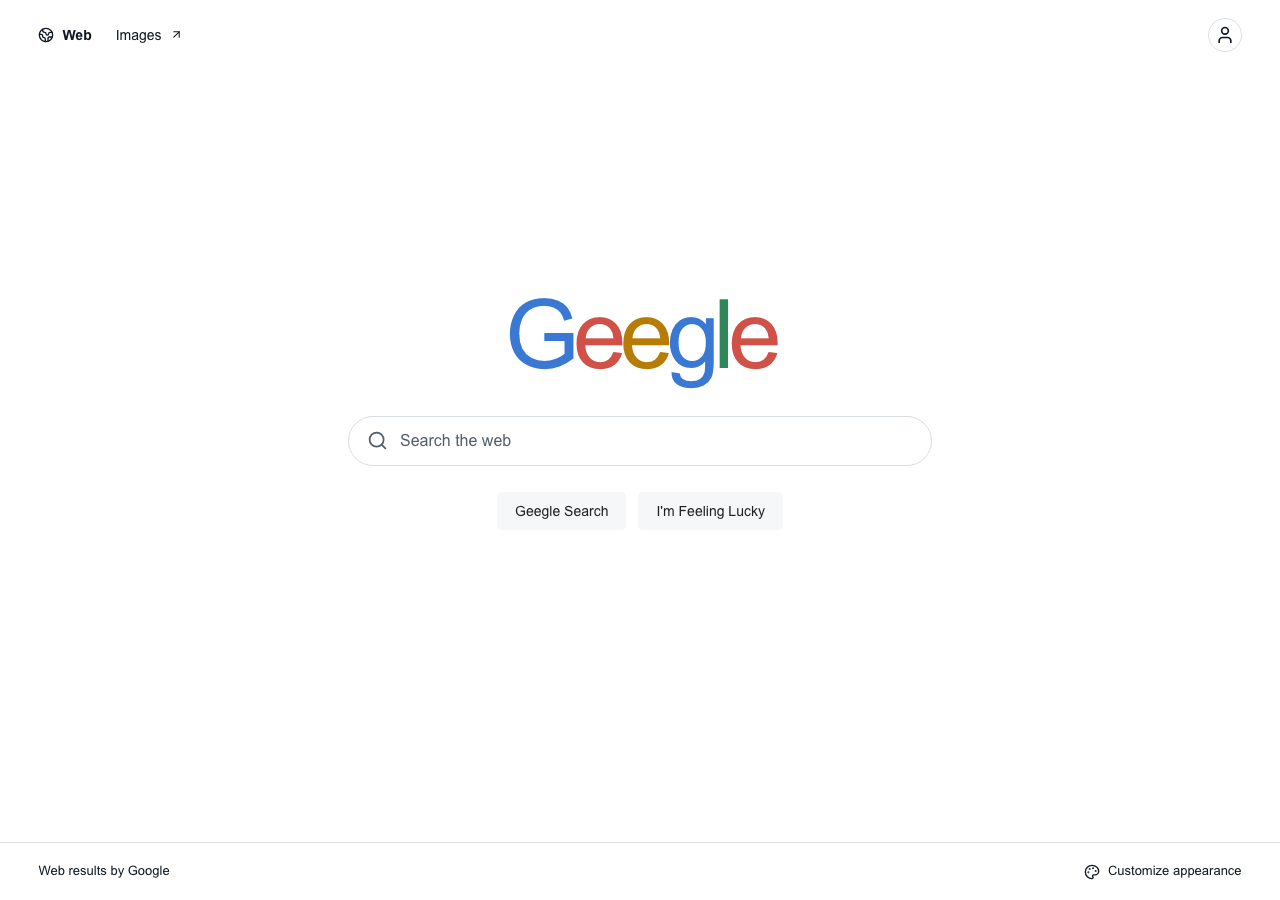 Web Images
Geegle
Search the web
Geegle Search I'm Feeling Lucky
Web results by Google Customize appearance